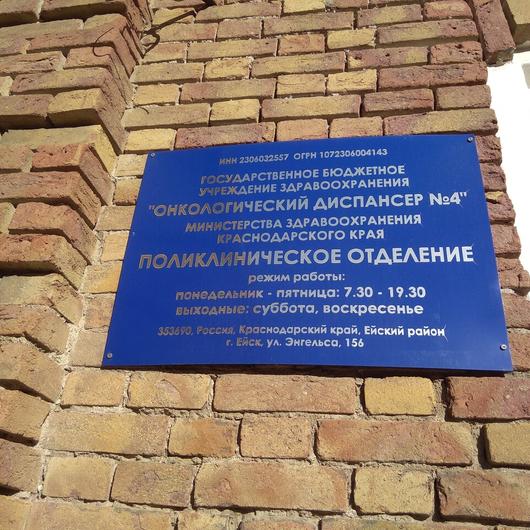 ИНН 2306032557 ОГРН 1072306004143
ГОСУДАРСТВЕННОЕ БЮДЖЕТНОЕ
УЧРЕЖДЕНИЕ ЗДРАВООХРАНЕНИЯ
"ОНКОЛОГИЧЕСКИЙ ДИСПАНСЕР №4"
МИНИСТЕРСТВА ЗДРАВООХРАНЕНИЯ
КРАСНОДАРСКОГО КРАЯ
ПОЛИКЛИНИЧЕСКОЕ ОТДЕЛЕНИЕ
режим работы:
понедельник - пятница: 7.30 - 19.30
выходные: суббота, воскресенье
353690, Россия, Краснодарский край, Ейский район
г. Ейск, ул. Энгельса, 156